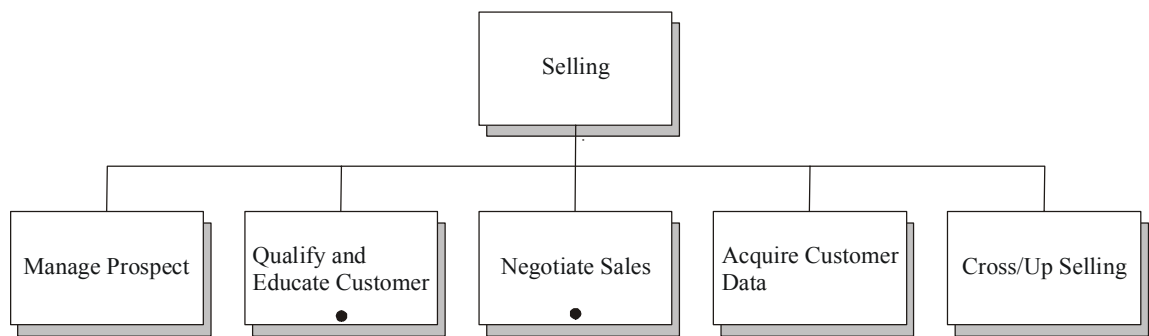 Selling
Manage Prospect
Qualify and
Educate Customer
Negotiate Sales
Acquire Customer
Data
Cross/Up Selling